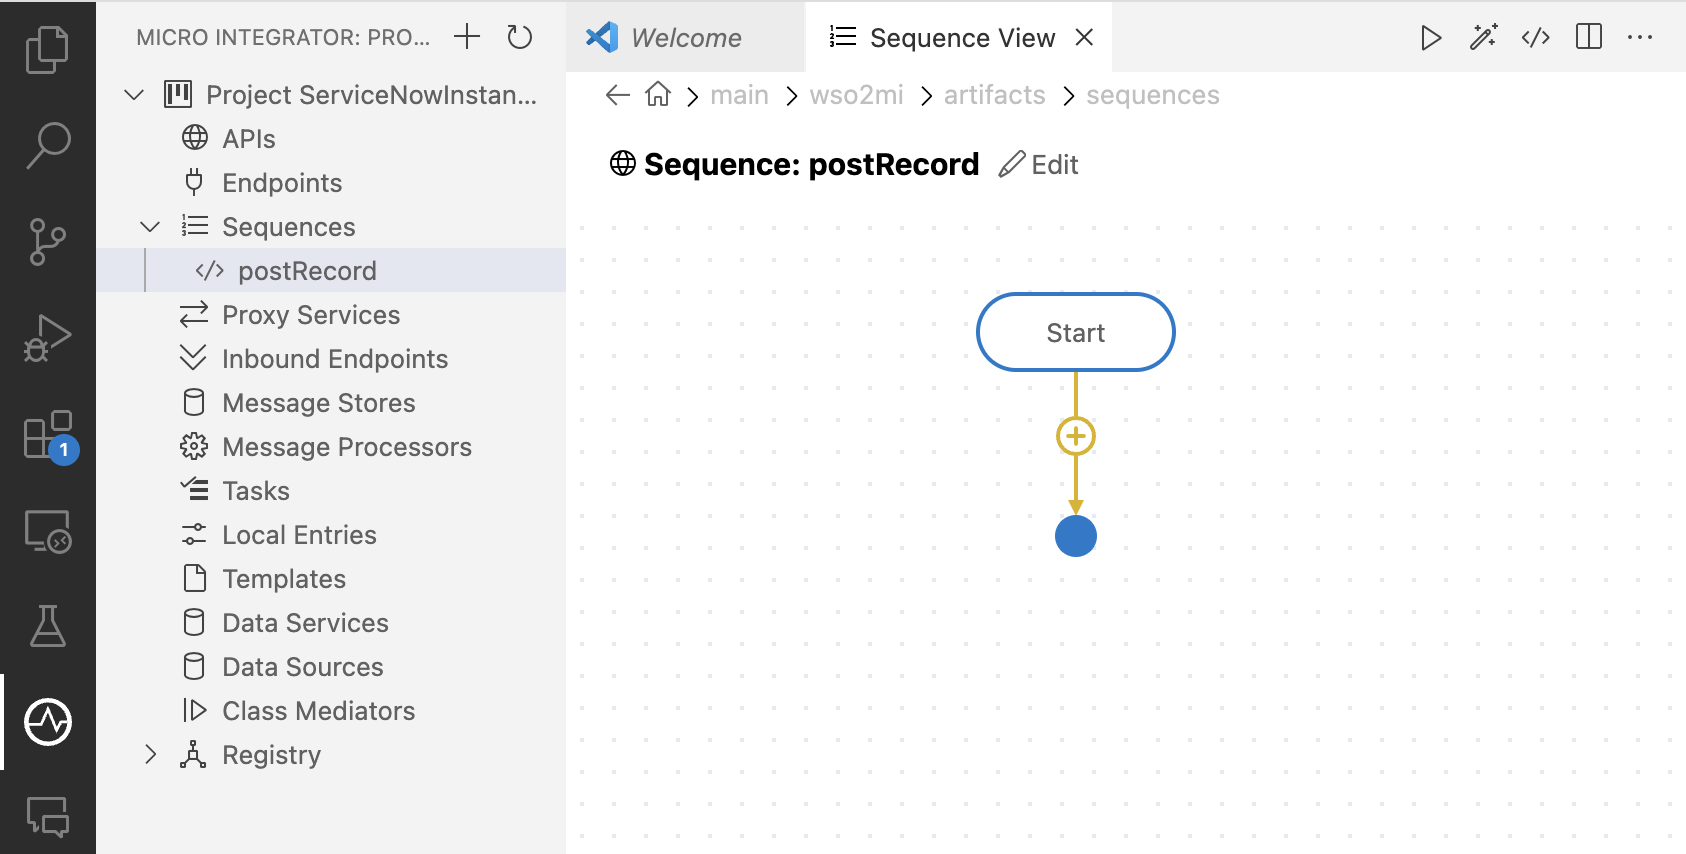 MICRO INTEGRATOR: PRO...
Project ServiceNowInstan...
APIs
Endpoints
Sequences
postRecord
Proxy Services
Inbound Endpoints
Message Stores
Message Processors
Tasks
Local Entries
Templates
Data Services
Data Sources
Class Mediators
Registry
1
Welcome
Sequence View
main > wso2mi > artifacts > sequences
Sequence: postRecord Edit
Start